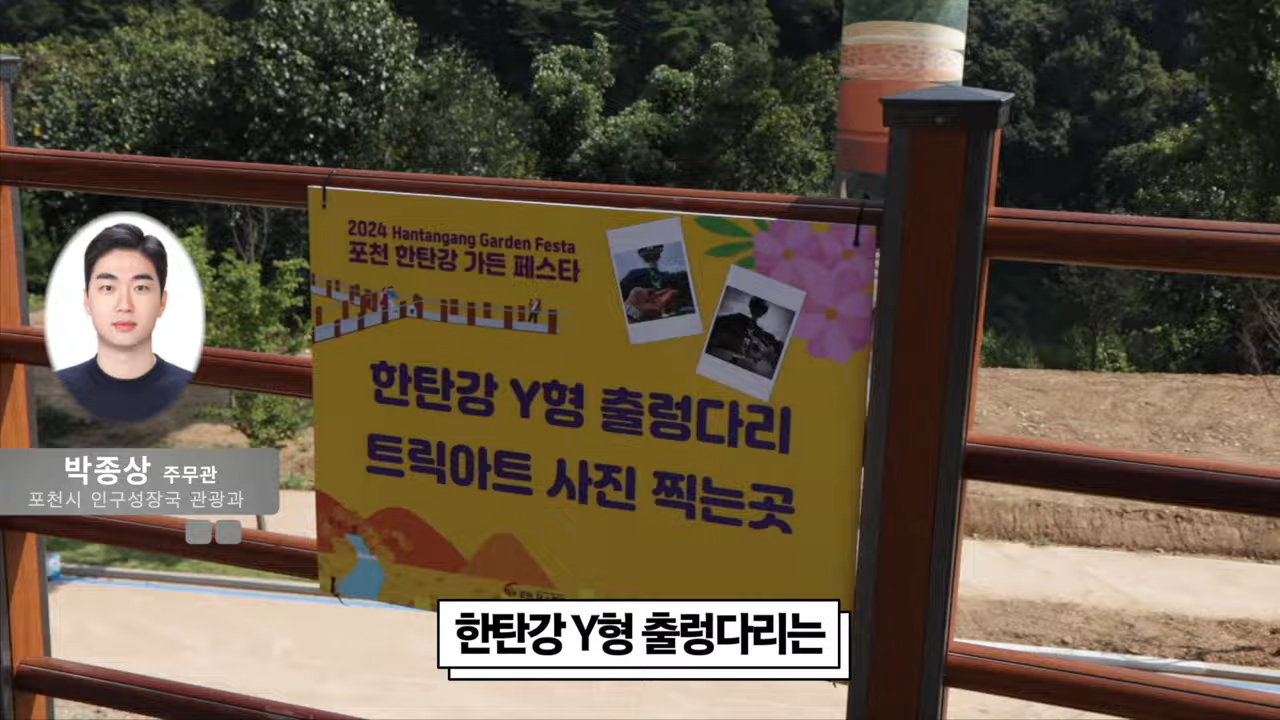 2024 Hantangang Garden Festa
포천 한탄강 가든 페스타
한탄강 Y형 출렁다리
트릭아트 사진 찍는곳
박종상 주무관
포천시 인구성장국 관광과
한탄강 Y형 출렁다리는